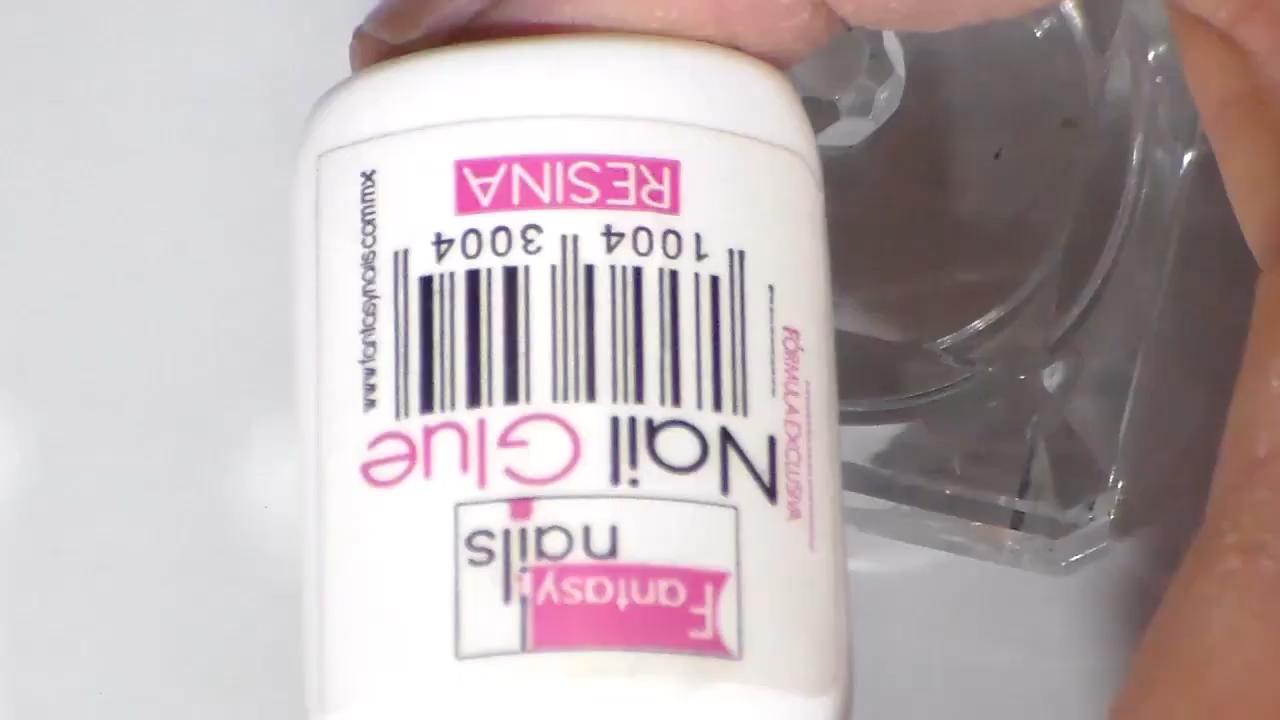 Fantasy
nails
Nail Glue
1004 3004
RESINA
FÓRMULA EXCLUSIVA
www.fantasynails.com.mx